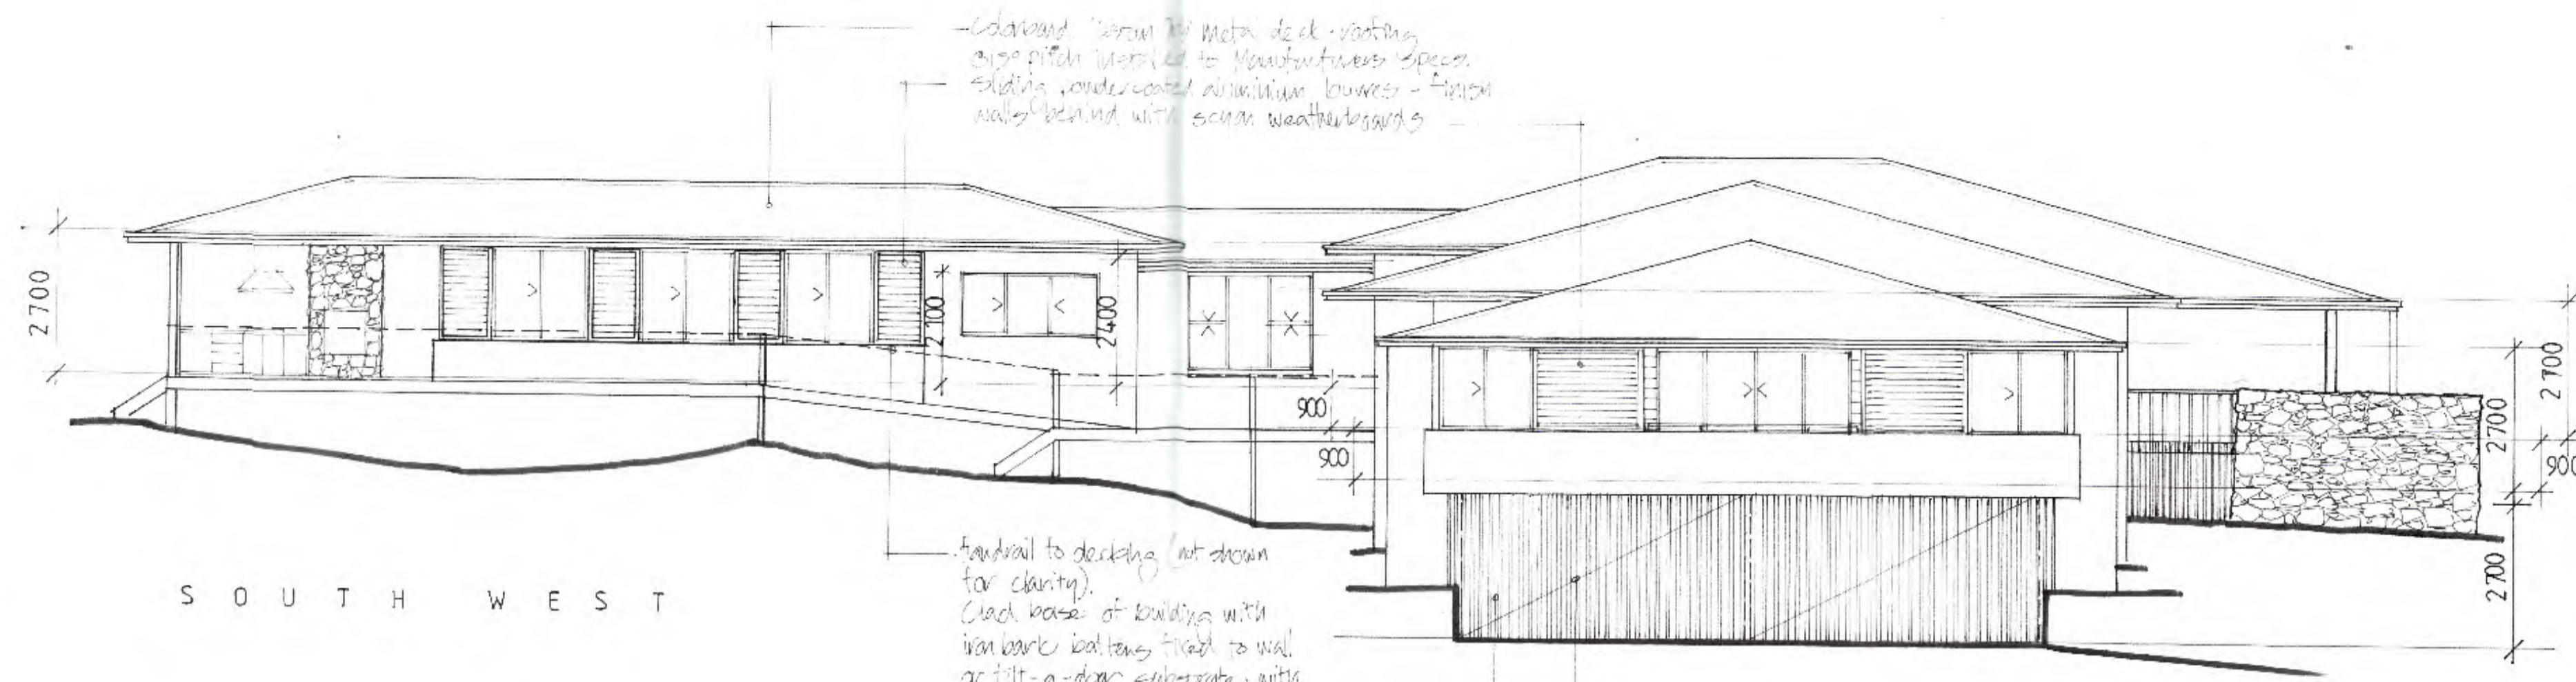 - Colorbond metal deck roofing
pitch installed to Manufacturers Specs.
Sliding powdercoated aluminium louvres - finish
walls behind with scyon weatherboards
2700
2100
2400
900
900
2700
2700
900
2700
Handrail to decking (not shown
for clarity).
Clad base of building with
ironbark battens fixed to wall
or tilt-a-door substrate with
SOUTH WEST